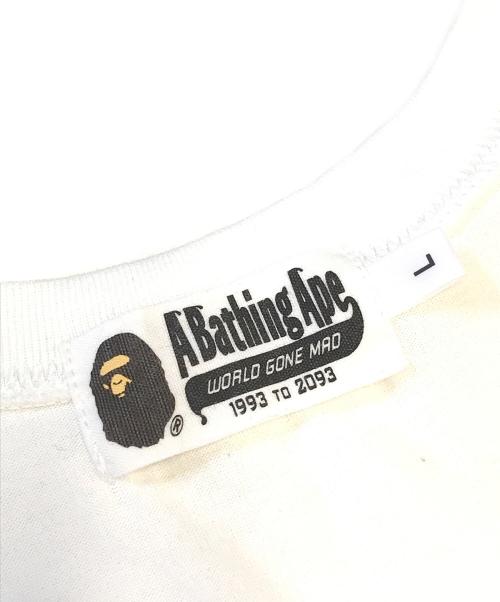 A Bathing Ape
WORLD GONE MAD
1993 TO 2093
®
L